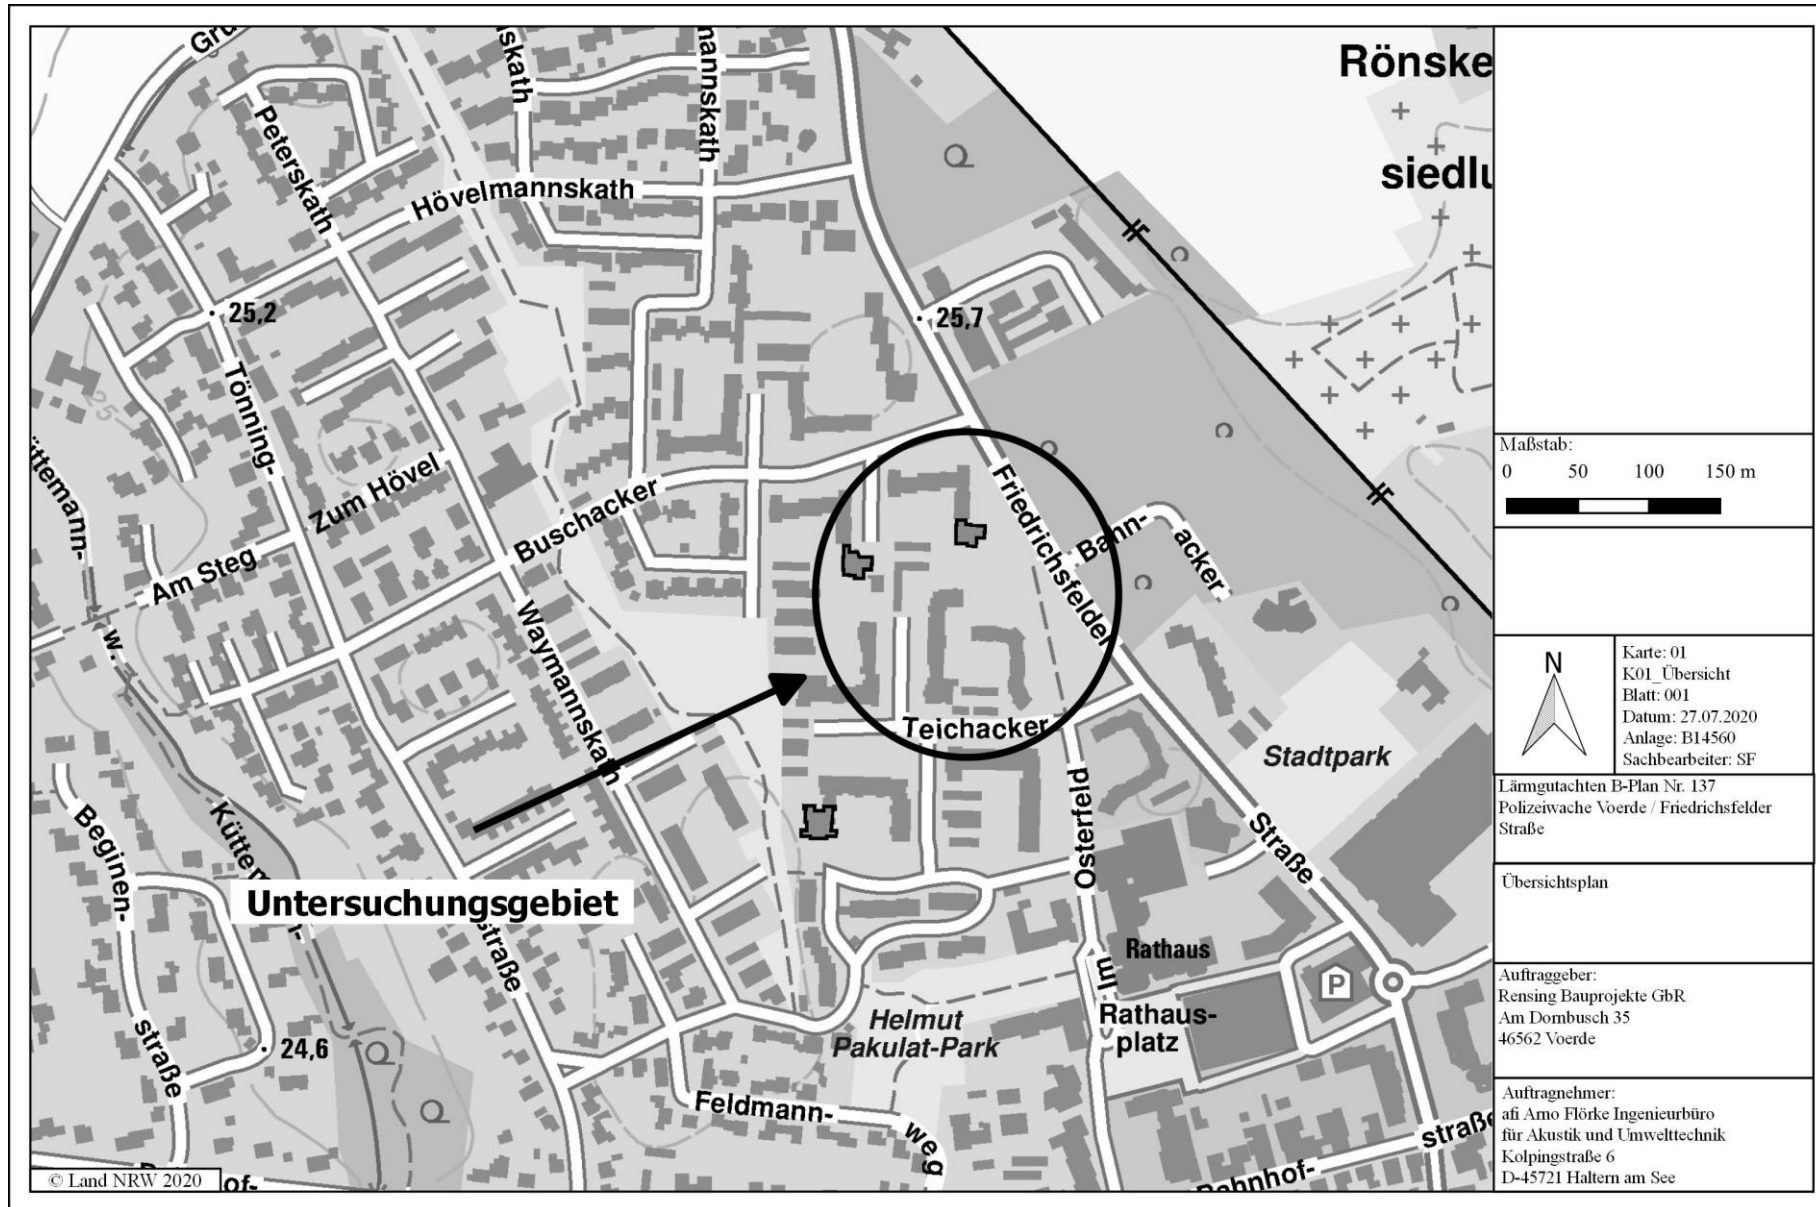 Rönske
siedlu
Peterskath
Hövelmannskath
25,2
25,7
Tönning-
Zum Hövel
Buschacker
Friedrichsfelder
Bahn-
acker
Am Steg
Waymannskath
Teichacker
Stadtpark
Osterfeld
Straße
Beginen-
straße
Untersuchungsgebiet
straße
Rathaus
P
Im
Rathaus-
platz
Helmut
Pakulat-Park
24,6
Feldmann-
weg
straße
Bahnhof-
of-
© Land NRW 2020
Maßstab:
0 50 100 150 m
N
Karte: 01
K01_Übersicht
Blatt: 001
Datum: 27.07.2020
Anlage: B14560
Sachbearbeiter: SF
Lärmgutachten B-Plan Nr. 137
Polizeiwache Voerde / Friedrichsfelder
Straße
Übersichtsplan
Auftraggeber:
Rensing Bauprojekte GbR
Am Dornbusch 35
46562 Voerde
Auftragnehmer:
afi Arno Flörke Ingenieurbüro
für Akustik und Umwelttechnik
Kolpingstraße 6
D-45721 Haltern am See